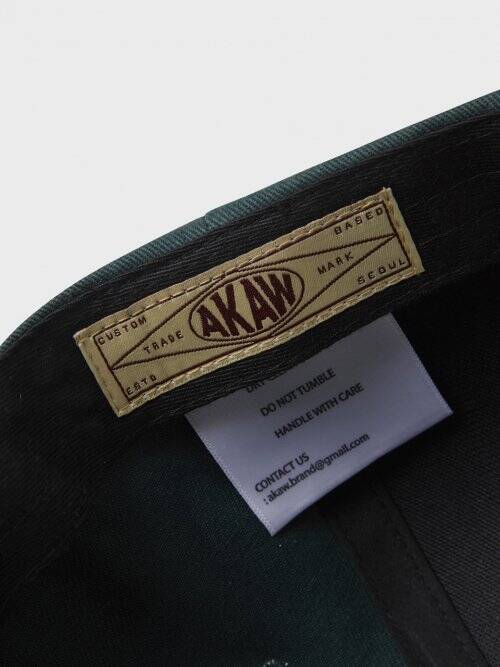 CUSTOM BASED
TRADE AKAW MARK
ESTD SEOUL
DO NOT TUMBLE
HANDLE WITH CARE
CONTACT US
: akaw.brand@gmail.com